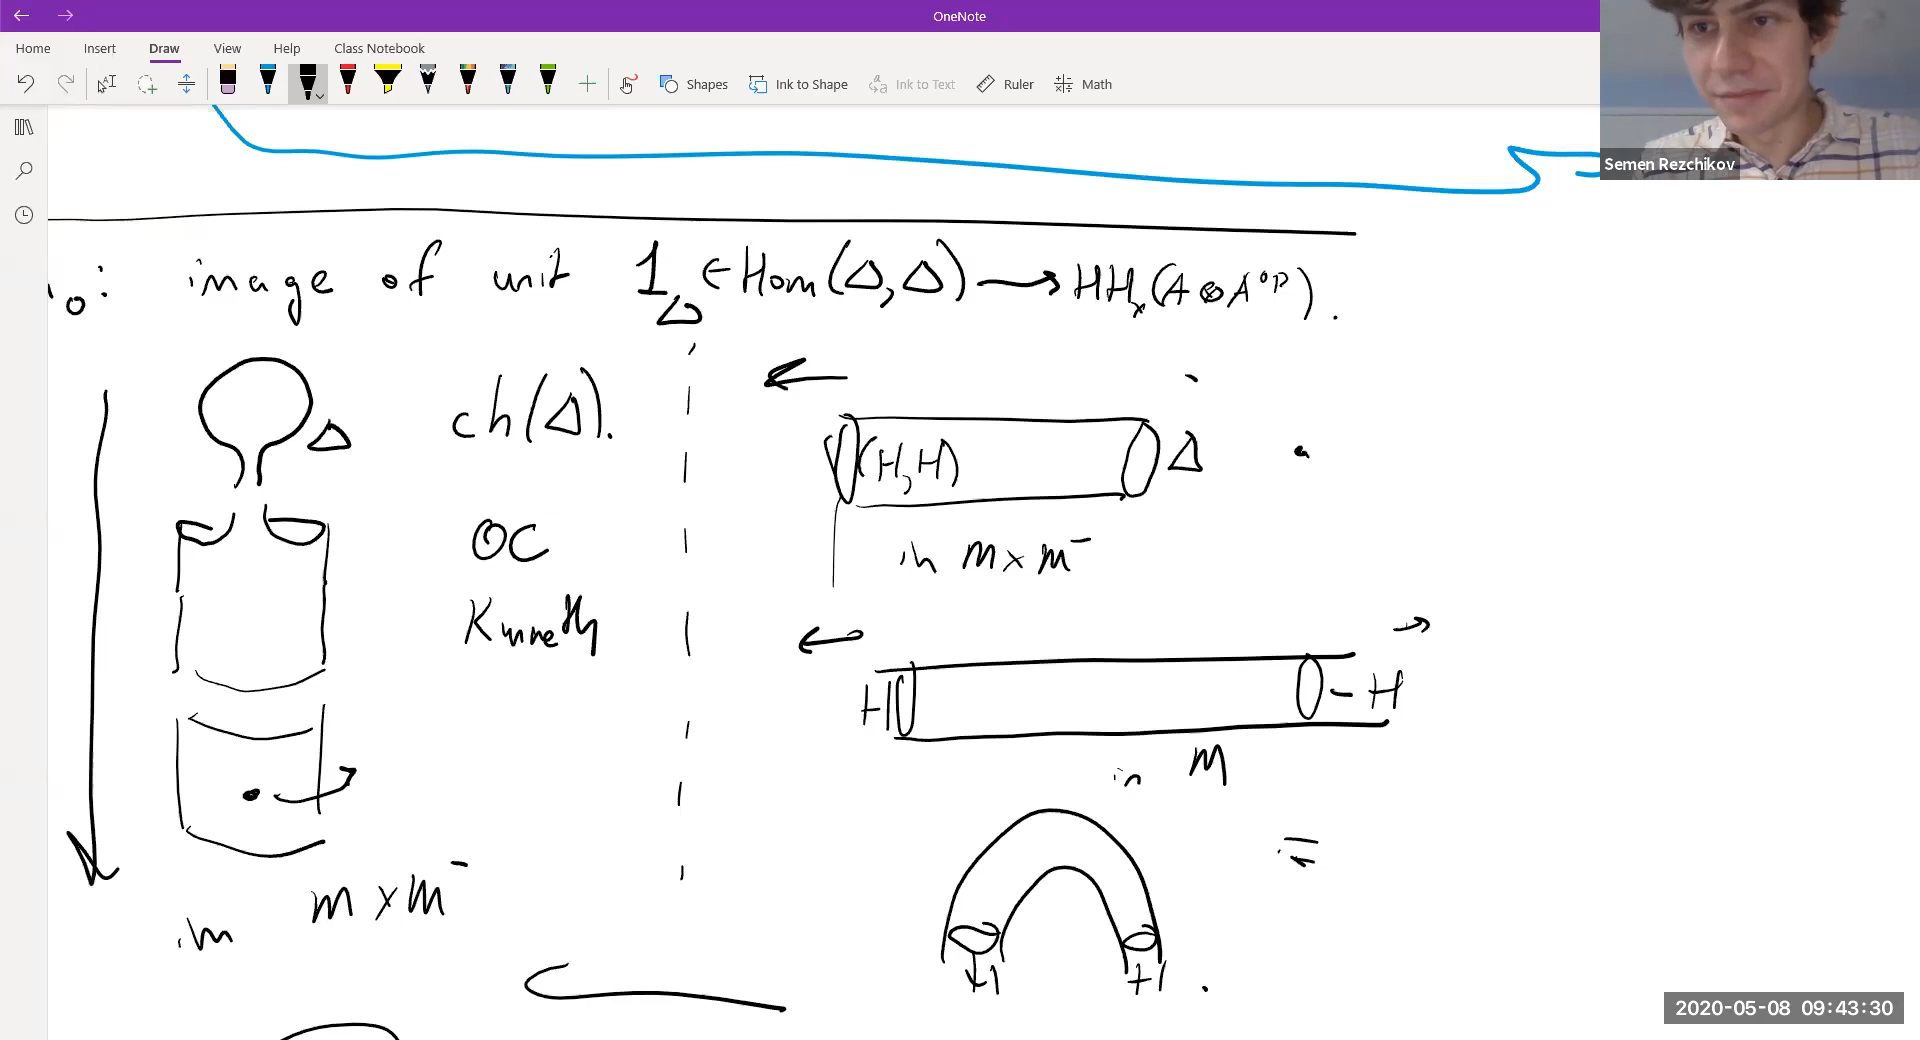 OneNote
Home Insert Draw View Help Class Notebook
Shapes Ink to Shape Ink to Text Ruler Math
Semen Rezchikov
o: image of unit 1_Δ ∈ Hom(Δ,Δ) → HH_*(A⊗A^op).
Δ ch(Δ).
(H,H) Δ
OC
in M×M^-
Kunneth
H - H
in M
=
in M×M^-
+1 +1.
2020-05-08 09:43:30